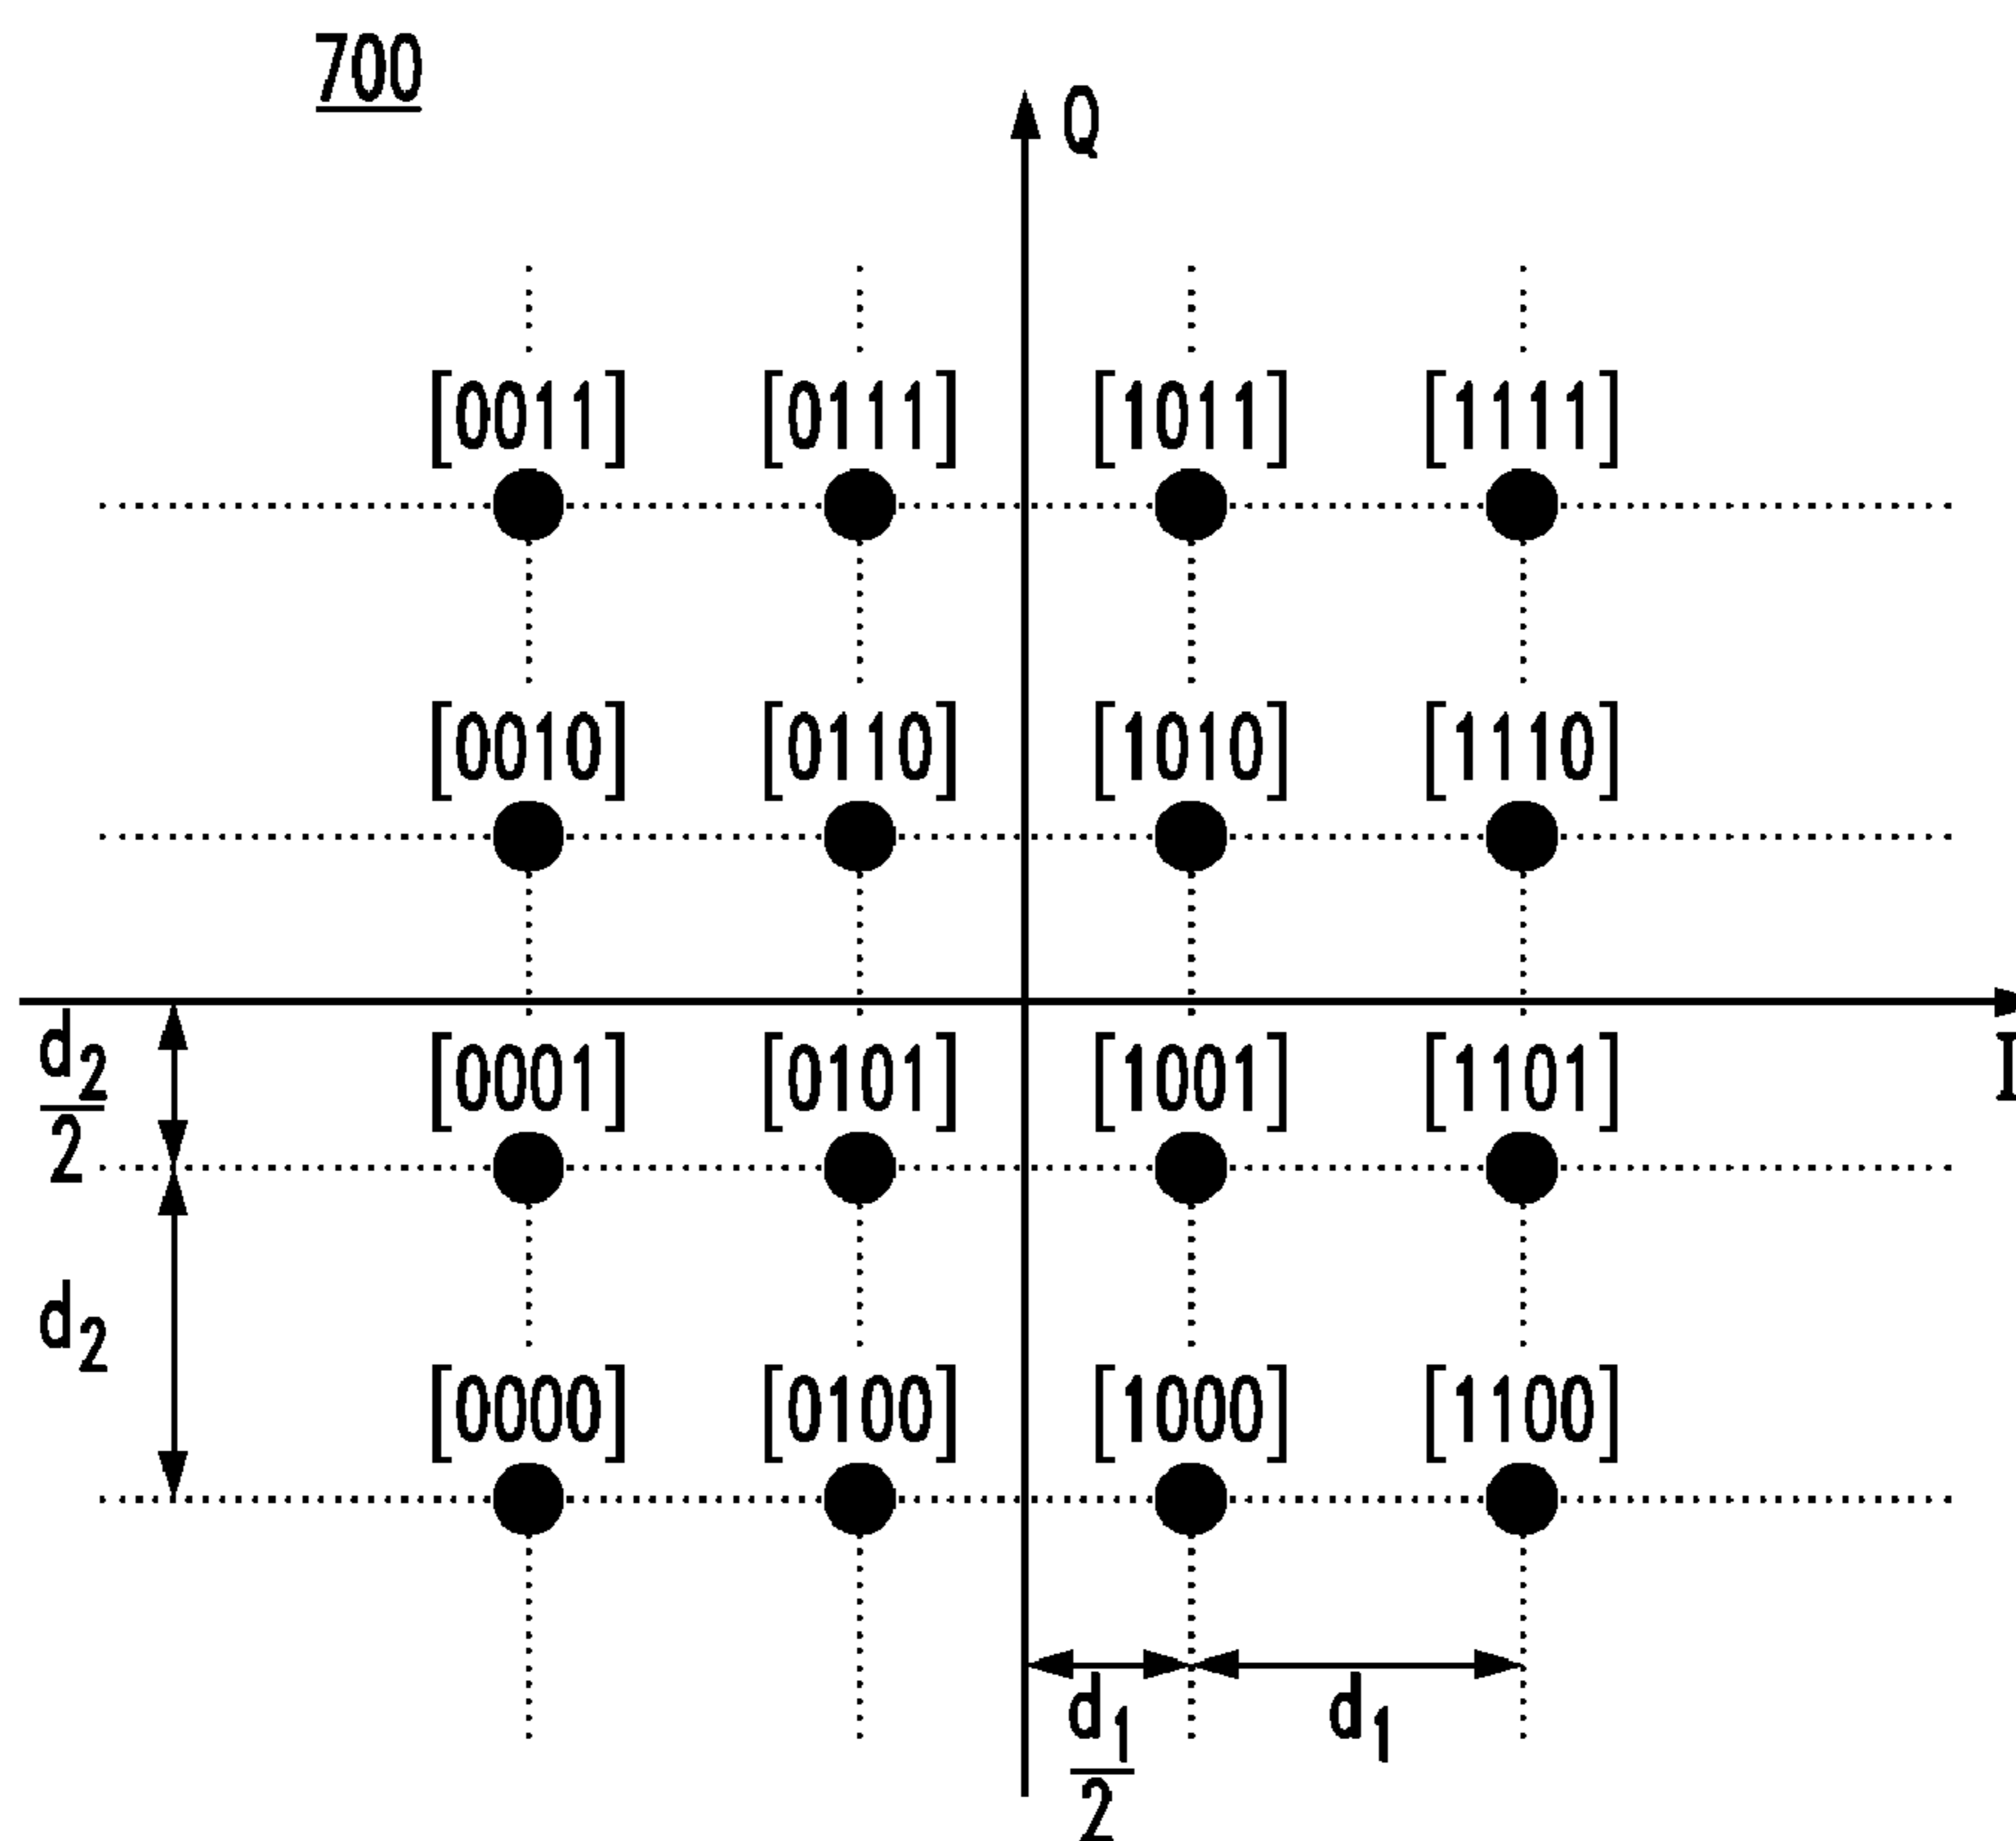 700
Q
[0011] [0111] [1011] [1111]
[0010] [0110] [1010] [1110]
I
d2
2
[0001] [0101] [1001] [1101]
d2
[0000] [0100] [1000] [1100]
d1
2
d1